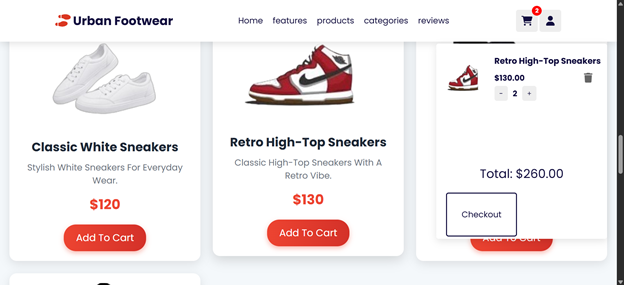 Urban Footwear
Home features products categories reviews
2
Classic White Sneakers
Stylish White Sneakers For Everyday
Wear.
$120
Add To Cart
Retro High-Top Sneakers
Classic High-Top Sneakers With A
Retro Vibe.
$130
Add To Cart
Retro High-Top Sneakers
$130.00
- 2 +
Total: $260.00
Checkout
Add To Cart